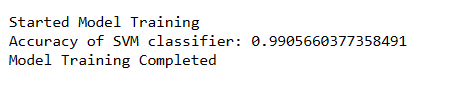 Started Model Training
Accuracy of SVM classifier: 0.9905660377358491
Model Training Completed